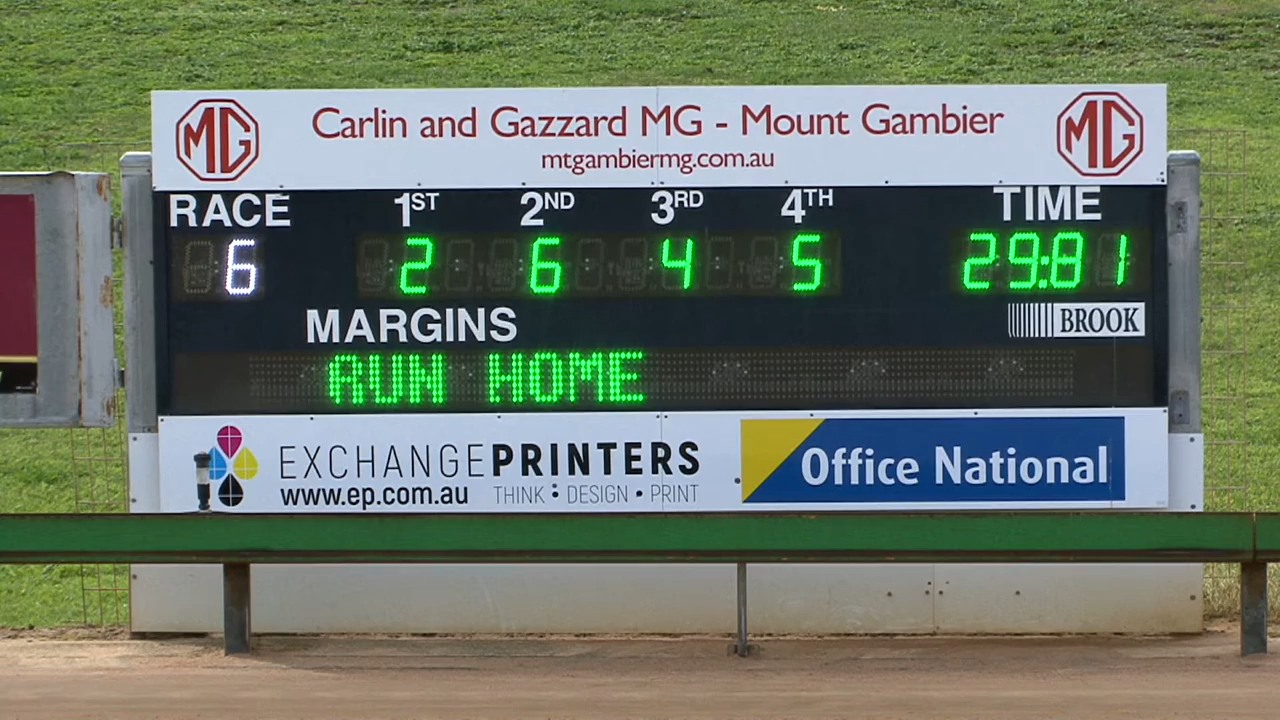 MG Carlin and Gazzard MG - Mount Gambier MG
mtgambiermg.com.au
RACE 1ST 2ND 3RD 4TH TIME
6 2 6 4 5 29:81
MARGINS BROOK
RUN HOME
EXCHANGEPRINTERS Office National
www.ep.com.au THINK • DESIGN • PRINT